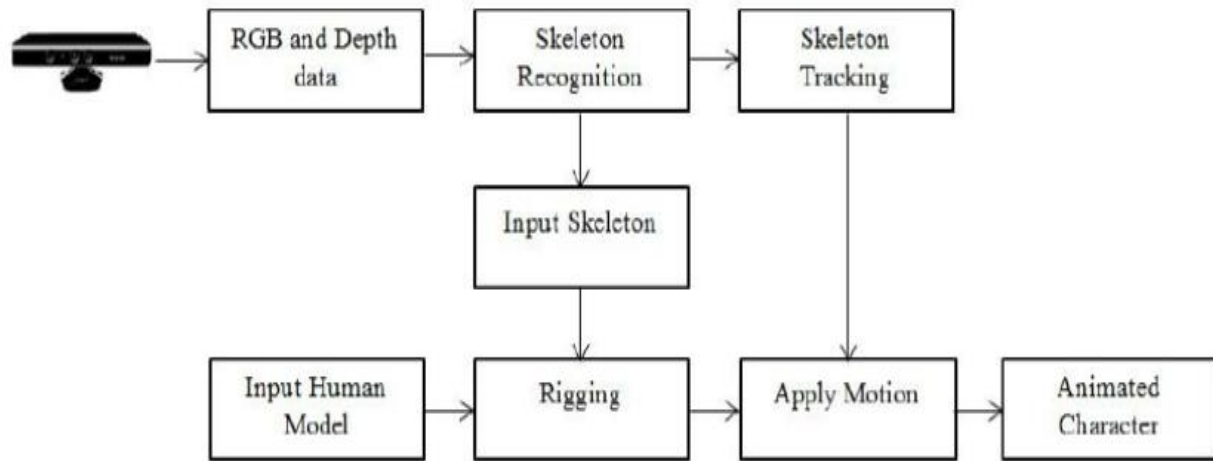 RGB and Depth
data
Skeleton
Recognition
Skeleton
Tracking
Input Skeleton
Input Human
Model
Rigging
Apply Motion
Animated
Character